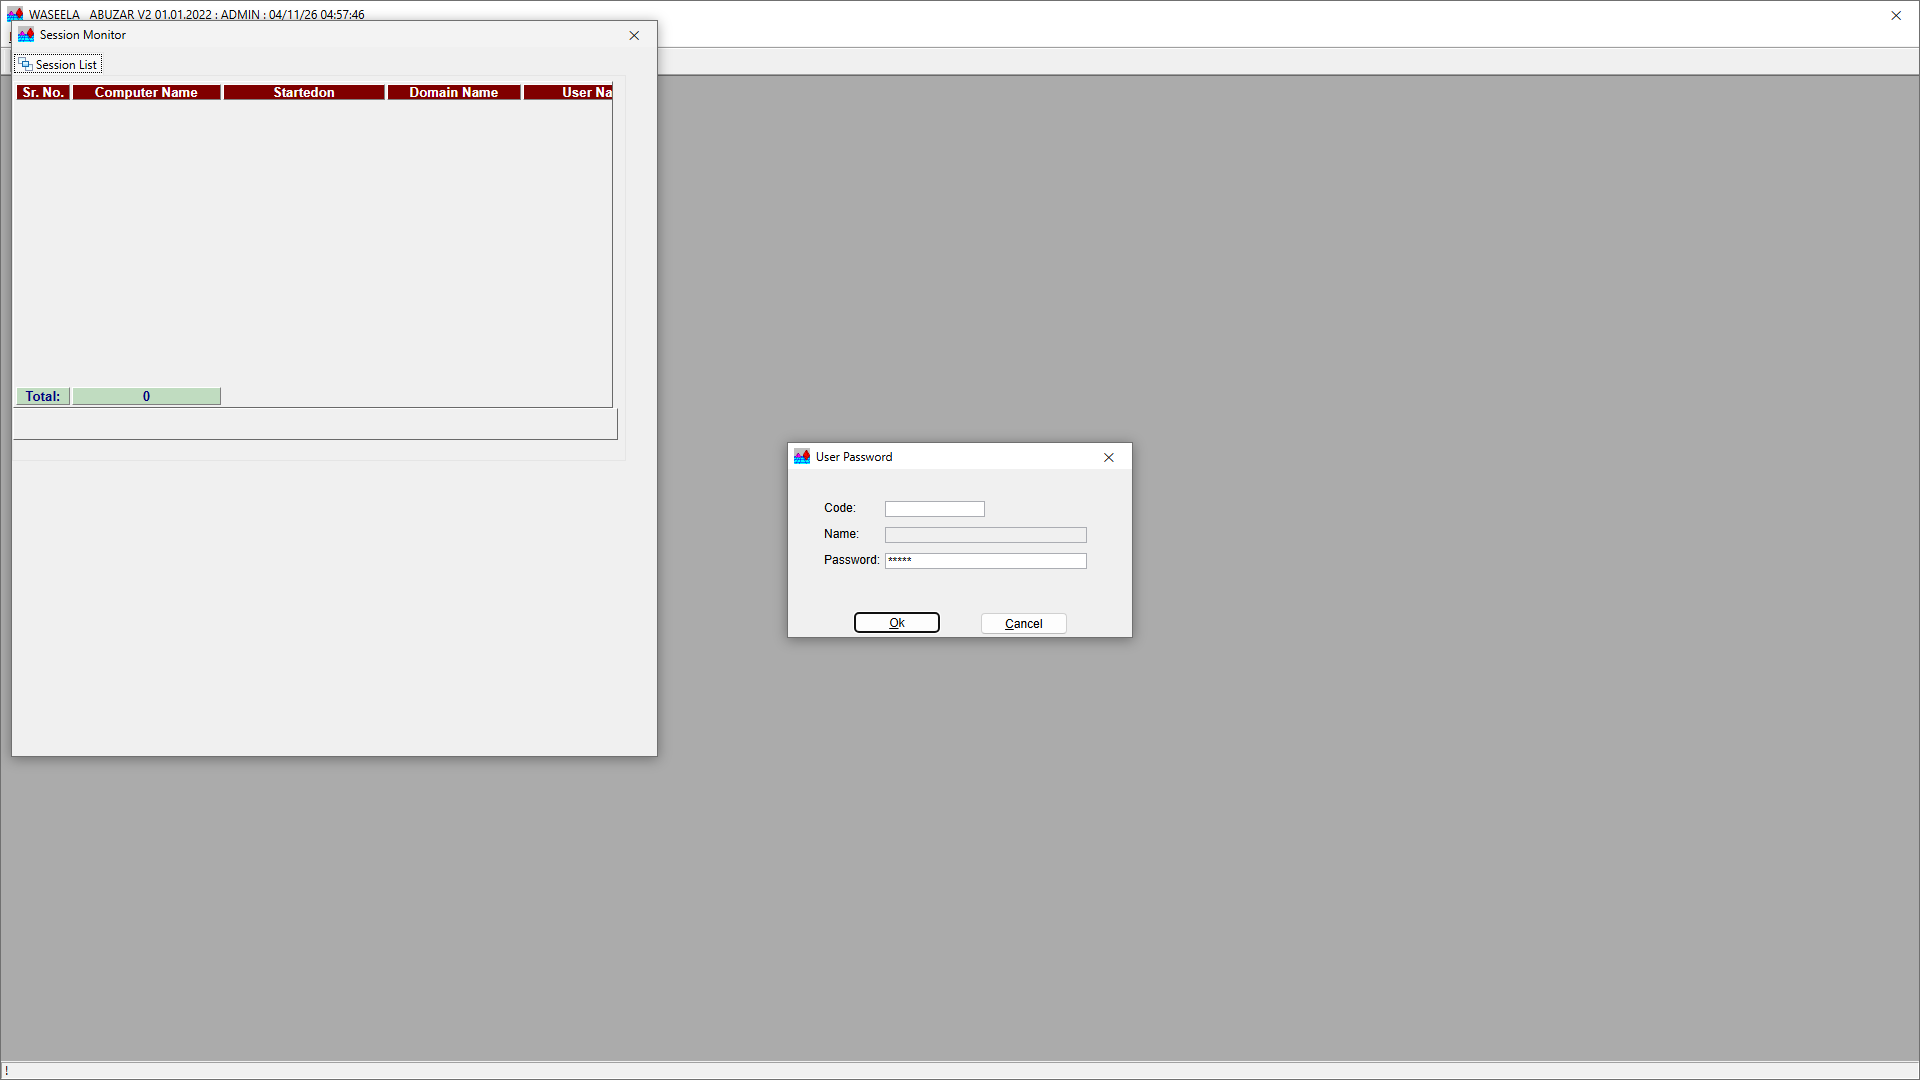 WASEELA ABUZAR V2 01.01.2022 : ADMIN : 04/11/26 04:57:46
Session Monitor
Session List
Sr. No. Computer Name Startedon Domain Name User Na
Total: 0
User Password
Code:
Name:
Password: *****
Ok Cancel
!